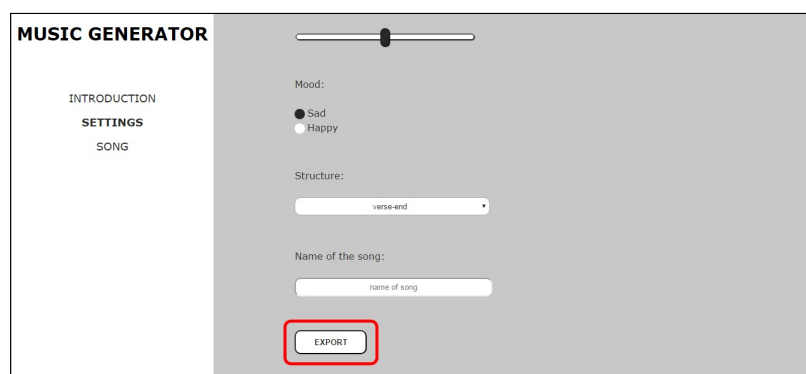 MUSIC GENERATOR
INTRODUCTION
SETTINGS
SONG
Mood:
Sad
Happy
Structure:
verse-end
Name of the song:
name of song
EXPORT